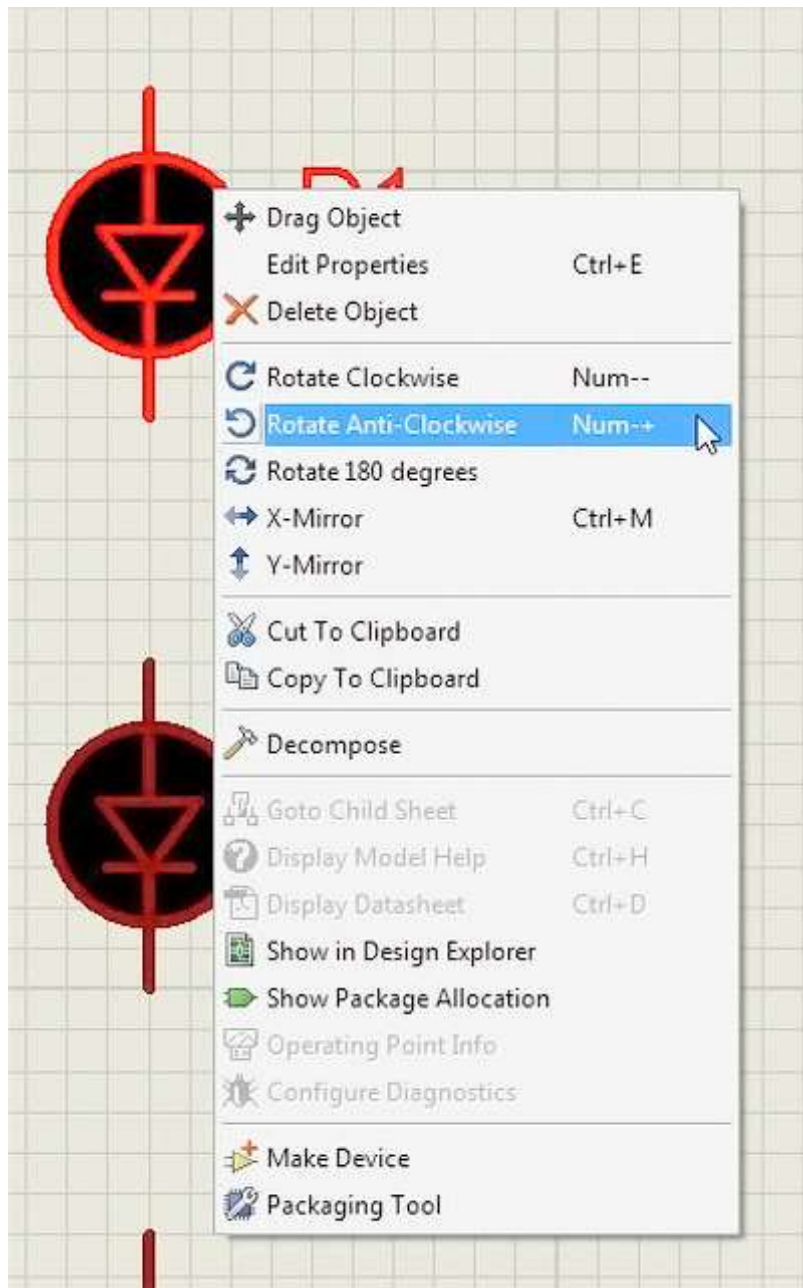 D1
Drag Object
Edit Properties Ctrl+E
Delete Object
Rotate Clockwise Num--
Rotate Anti-Clockwise Num-+
Rotate 180 degrees
X-Mirror Ctrl+M
Y-Mirror
Cut To Clipboard
Copy To Clipboard
Decompose
Goto Child Sheet Ctrl+C
Display Model Help Ctrl+H
Display Datasheet Ctrl+D
Show in Design Explorer
Show Package Allocation
Operating Point Info
Configure Diagnostics
Make Device
Packaging Tool